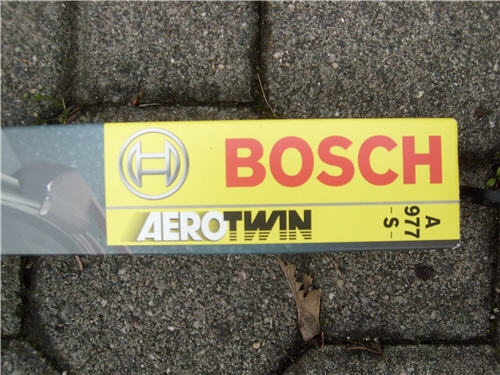 BOSCH
AEROTWIN
A
977
- S -